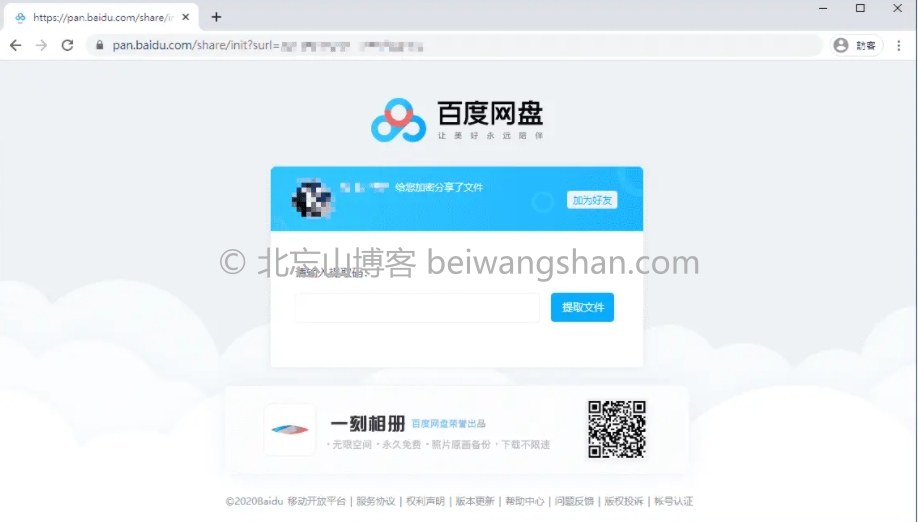 https://pan.baidu.com/share/in
pan.baidu.com/share/init?surl=
訪客
百度网盘
让美好永远陪伴
给您加密分享了文件
加为好友
请输入提取码：
© 北忘山博客 beiwangshan.com
提取文件
一刻相册 百度网盘荣誉出品
·无限空间 ·永久免费 ·照片原画备份 ·下载不限速
©2020Baidu 移动开放平台 | 服务协议 | 权利声明 | 版本更新 | 帮助中心 | 问题反馈 | 版权投诉 | 帐号认证